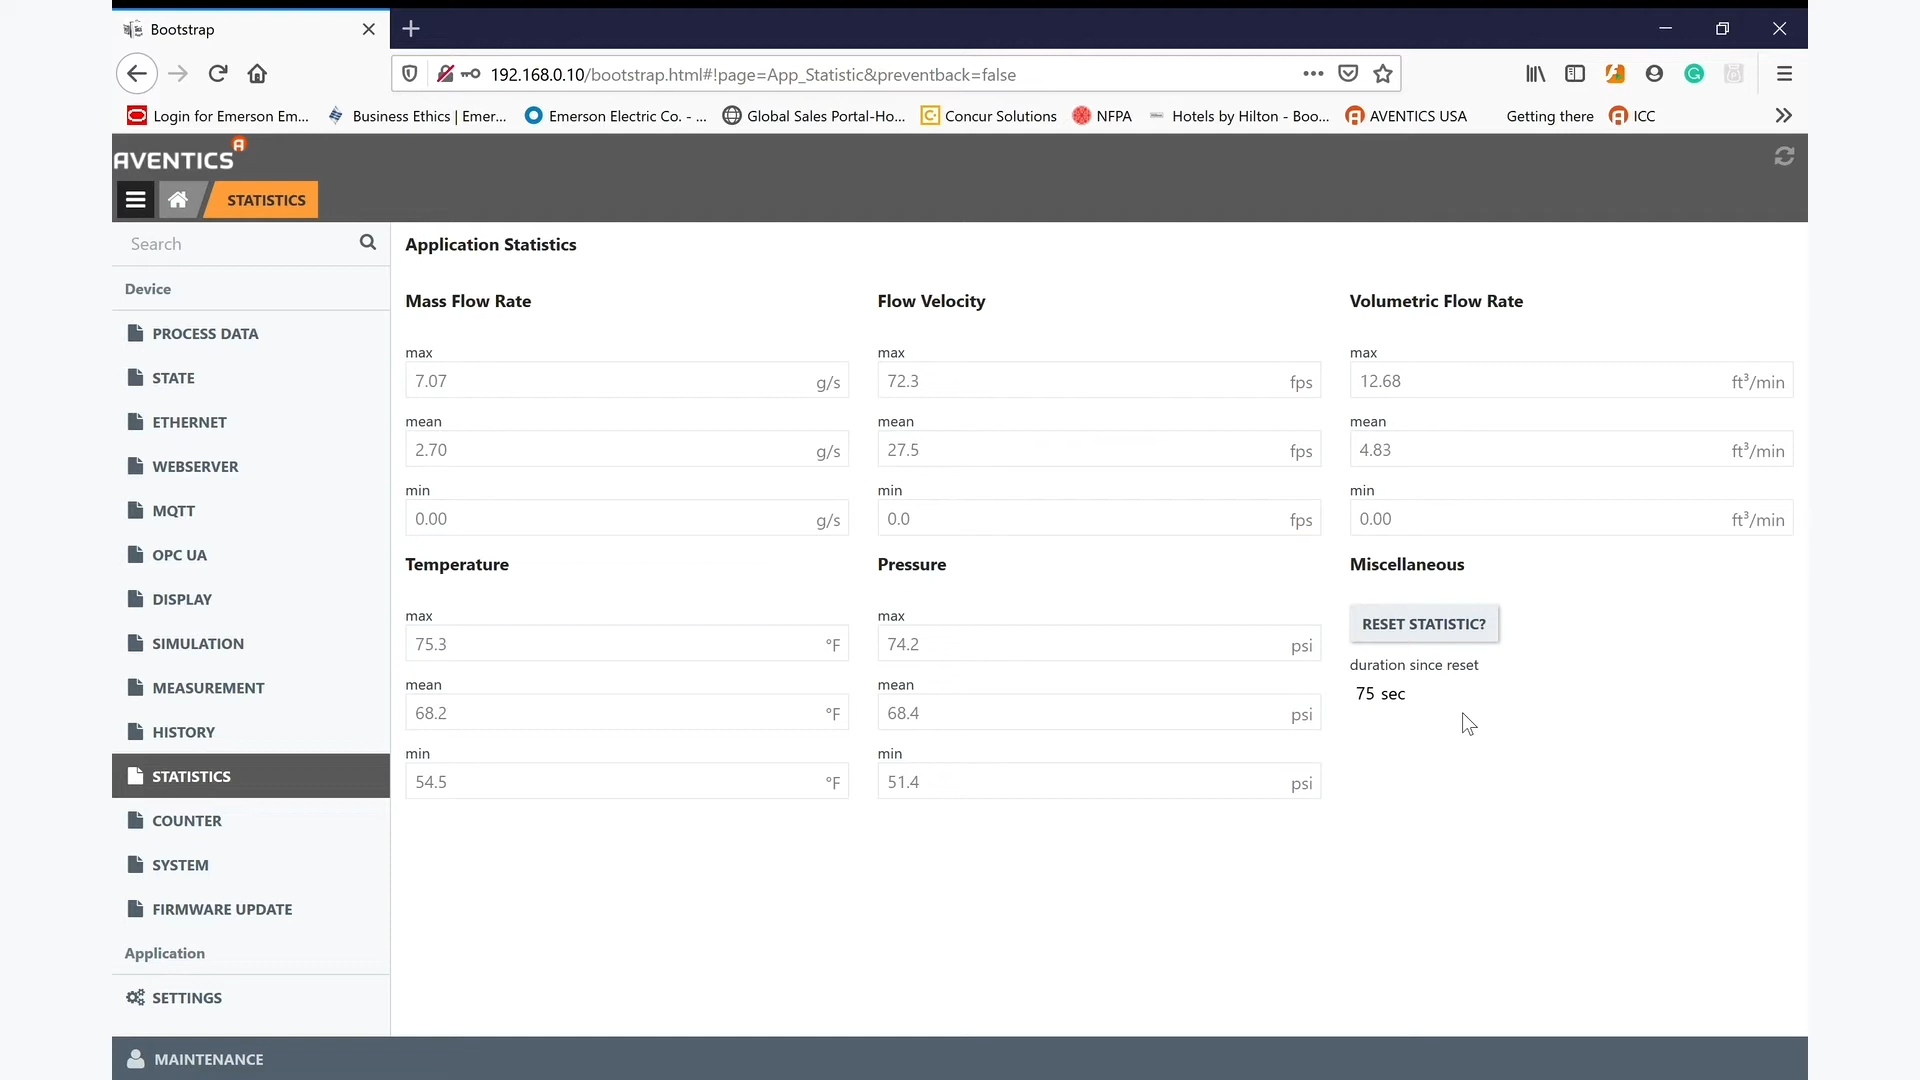 Bootstrap
192.168.0.10/bootstrap.html#!page=App_Statistic&preventback=false
Login for Emerson Em...
Business Ethics | Emer...
Emerson Electric Co. - ...
Global Sales Portal-Ho...
Concur Solutions
NFPA
Hotels by Hilton - Boo...
AVENTICS USA
Getting there
ICC
AVENTICS
STATISTICS
Search
Device
PROCESS DATA
STATE
ETHERNET
WEBSERVER
MQTT
OPC UA
DISPLAY
SIMULATION
MEASUREMENT
HISTORY
STATISTICS
COUNTER
SYSTEM
FIRMWARE UPDATE
Application
SETTINGS
Application Statistics
Mass Flow Rate
max
7.07 g/s
mean
2.70 g/s
min
0.00 g/s
Flow Velocity
max
72.3 fps
mean
27.5 fps
min
0.0 fps
Volumetric Flow Rate
max
12.68 ft³/min
mean
4.83 ft³/min
min
0.00 ft³/min
Temperature
max
75.3 °F
mean
68.2 °F
min
54.5 °F
Pressure
max
74.2 psi
mean
68.4 psi
min
51.4 psi
Miscellaneous
RESET STATISTIC?
duration since reset
75 sec
MAINTENANCE